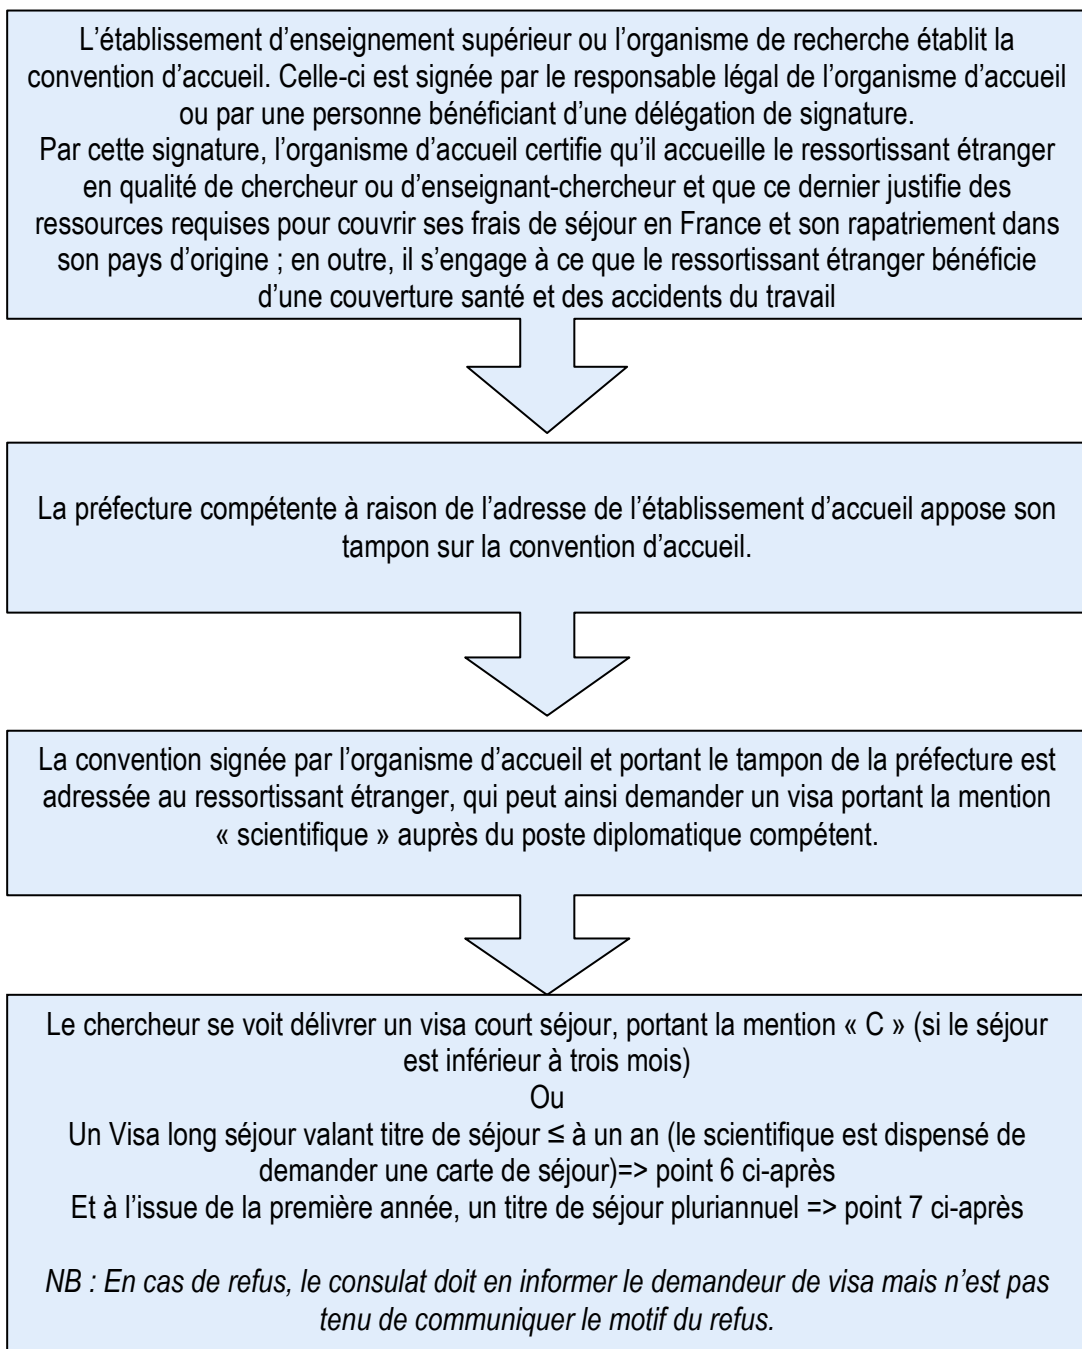 L’établissement d’enseignement supérieur ou l’organisme de recherche établit la
convention d’accueil. Celle-ci est signée par le responsable légal de l’organisme d’accueil
ou par une personne bénéficiant d’une délégation de signature.
Par cette signature, l’organisme d’accueil certifie qu’il accueille le ressortissant étranger
en qualité de chercheur ou d’enseignant-chercheur et que ce dernier justifie des
ressources requises pour couvrir ses frais de séjour en France et son rapatriement dans
son pays d’origine ; en outre, il s’engage à ce que le ressortissant étranger bénéficie
d’une couverture santé et des accidents du travail
La préfecture compétente à raison de l’adresse de l’établissement d’accueil appose son
tampon sur la convention d’accueil.
La convention signée par l’organisme d’accueil et portant le tampon de la préfecture est
adressée au ressortissant étranger, qui peut ainsi demander un visa portant la mention
« scientifique » auprès du poste diplomatique compétent.
Le chercheur se voit délivrer un visa court séjour, portant la mention « C » (si le séjour
est inférieur à trois mois)
Ou
Un Visa long séjour valant titre de séjour ≤ à un an (le scientifique est dispensé de
demander une carte de séjour)=> point 6 ci-après
Et à l’issue de la première année, un titre de séjour pluriannuel => point 7 ci-après
NB : En cas de refus, le consulat doit en informer le demandeur de visa mais n’est pas
tenu de communiquer le motif du refus.